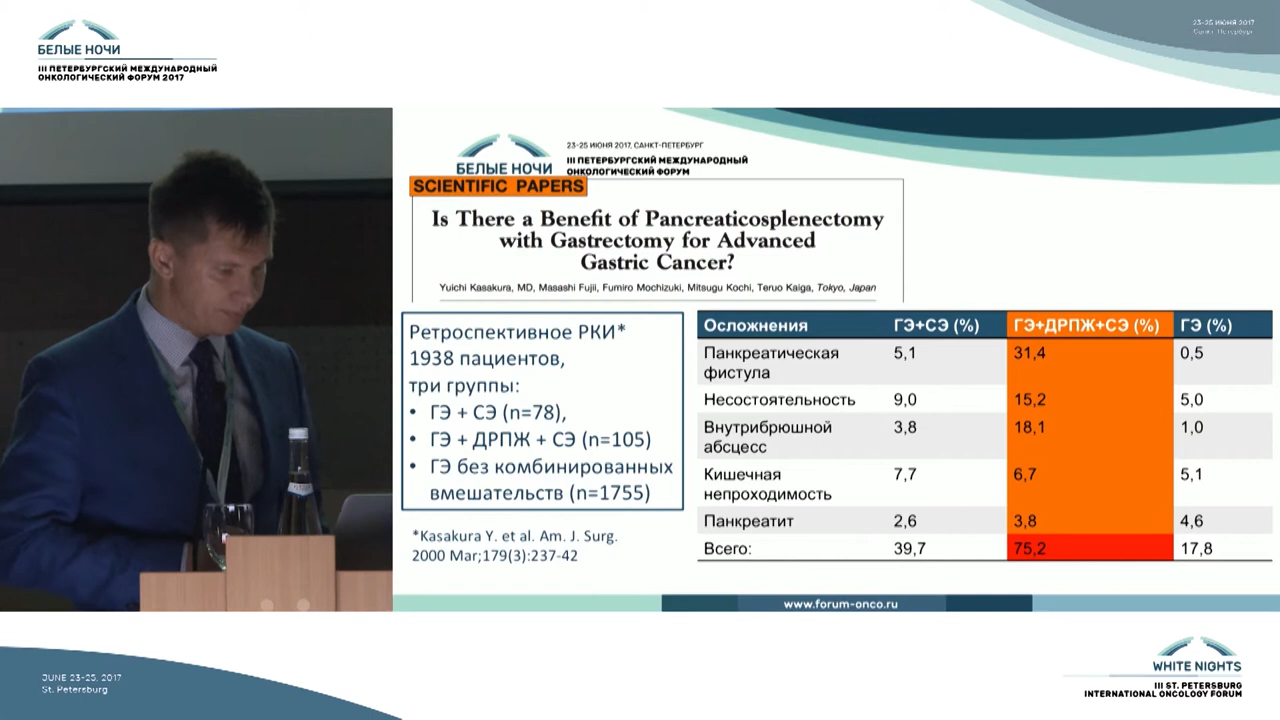 БЕЛЫЕ НОЧИ
III ПЕТЕРБУРГСКИЙ МЕЖДУНАРОДНЫЙ
ОНКОЛОГИЧЕСКИЙ ФОРУМ 2017
23-25 ИЮНЯ 2017
Санкт-Петербург
БЕЛЫЕ НОЧИ
23-25 ИЮНЯ 2017, САНКТ-ПЕТЕРБУРГ
III ПЕТЕРБУРГСКИЙ МЕЖДУНАРОДНЫЙ
ОНКОЛОГИЧЕСКИЙ ФОРУМ
SCIENTIFIC PAPERS
Is There a Benefit of Pancreaticosplenectomy
with Gastrectomy for Advanced
Gastric Cancer?
Yuichi Kasakura, MD, Masashi Fujii, Fumiro Mochizuki, Mitsugu Kochi, Teruo Kaiga, Tokyo, Japan
Ретроспективное РКИ*
1938 пациентов,
три группы:
• ГЭ + СЭ (n=78),
• ГЭ + ДРПЖ + СЭ (n=105)
• ГЭ без комбинированных
вмешательств (n=1755)
*Kasakura Y. et al. Am. J. Surg.
2000 Mar;179(3):237-42
Осложнения ГЭ+СЭ (%) ГЭ+ДРПЖ+СЭ (%) ГЭ (%)
Панкреатическая 5,1 31,4 0,5
фистула
Несостоятельность 9,0 15,2 5,0
Внутрибрюшной 3,8 18,1 1,0
абсцесс
Кишечная 7,7 6,7 5,1
непроходимость
Панкреатит 2,6 3,8 4,6
Всего: 39,7 75,2 17,8
www.forum-onco.ru
JUNE 23-25, 2017
St. Petersburg
WHITE NIGHTS
III ST. PETERSBURG
INTERNATIONAL ONCOLOGY FORUM